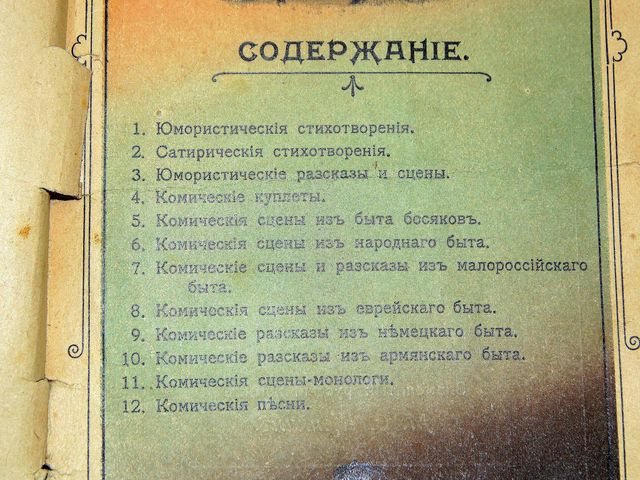 СОДЕРЖАНІЕ.
1. Юмористическія стихотворенія.
2. Сатирическія стихотворенія.
3. Юмористическіе разсказы и сцены.
4. Комическіе куплеты.
5. Комическія сцены изъ быта босяковъ.
6. Комическія сцены изъ народнаго быта.
7. Комическіе сцены и разсказы изъ малороссійскаго
быта.
8. Комическія сцены изъ еврейскаго быта.
9. Комическіе разсказы изъ нѣмецкаго быта.
10. Комическіе разсказы изъ армянскаго быта.
11. Комическія сцены-монологи.
12. Комическія пѣсни.